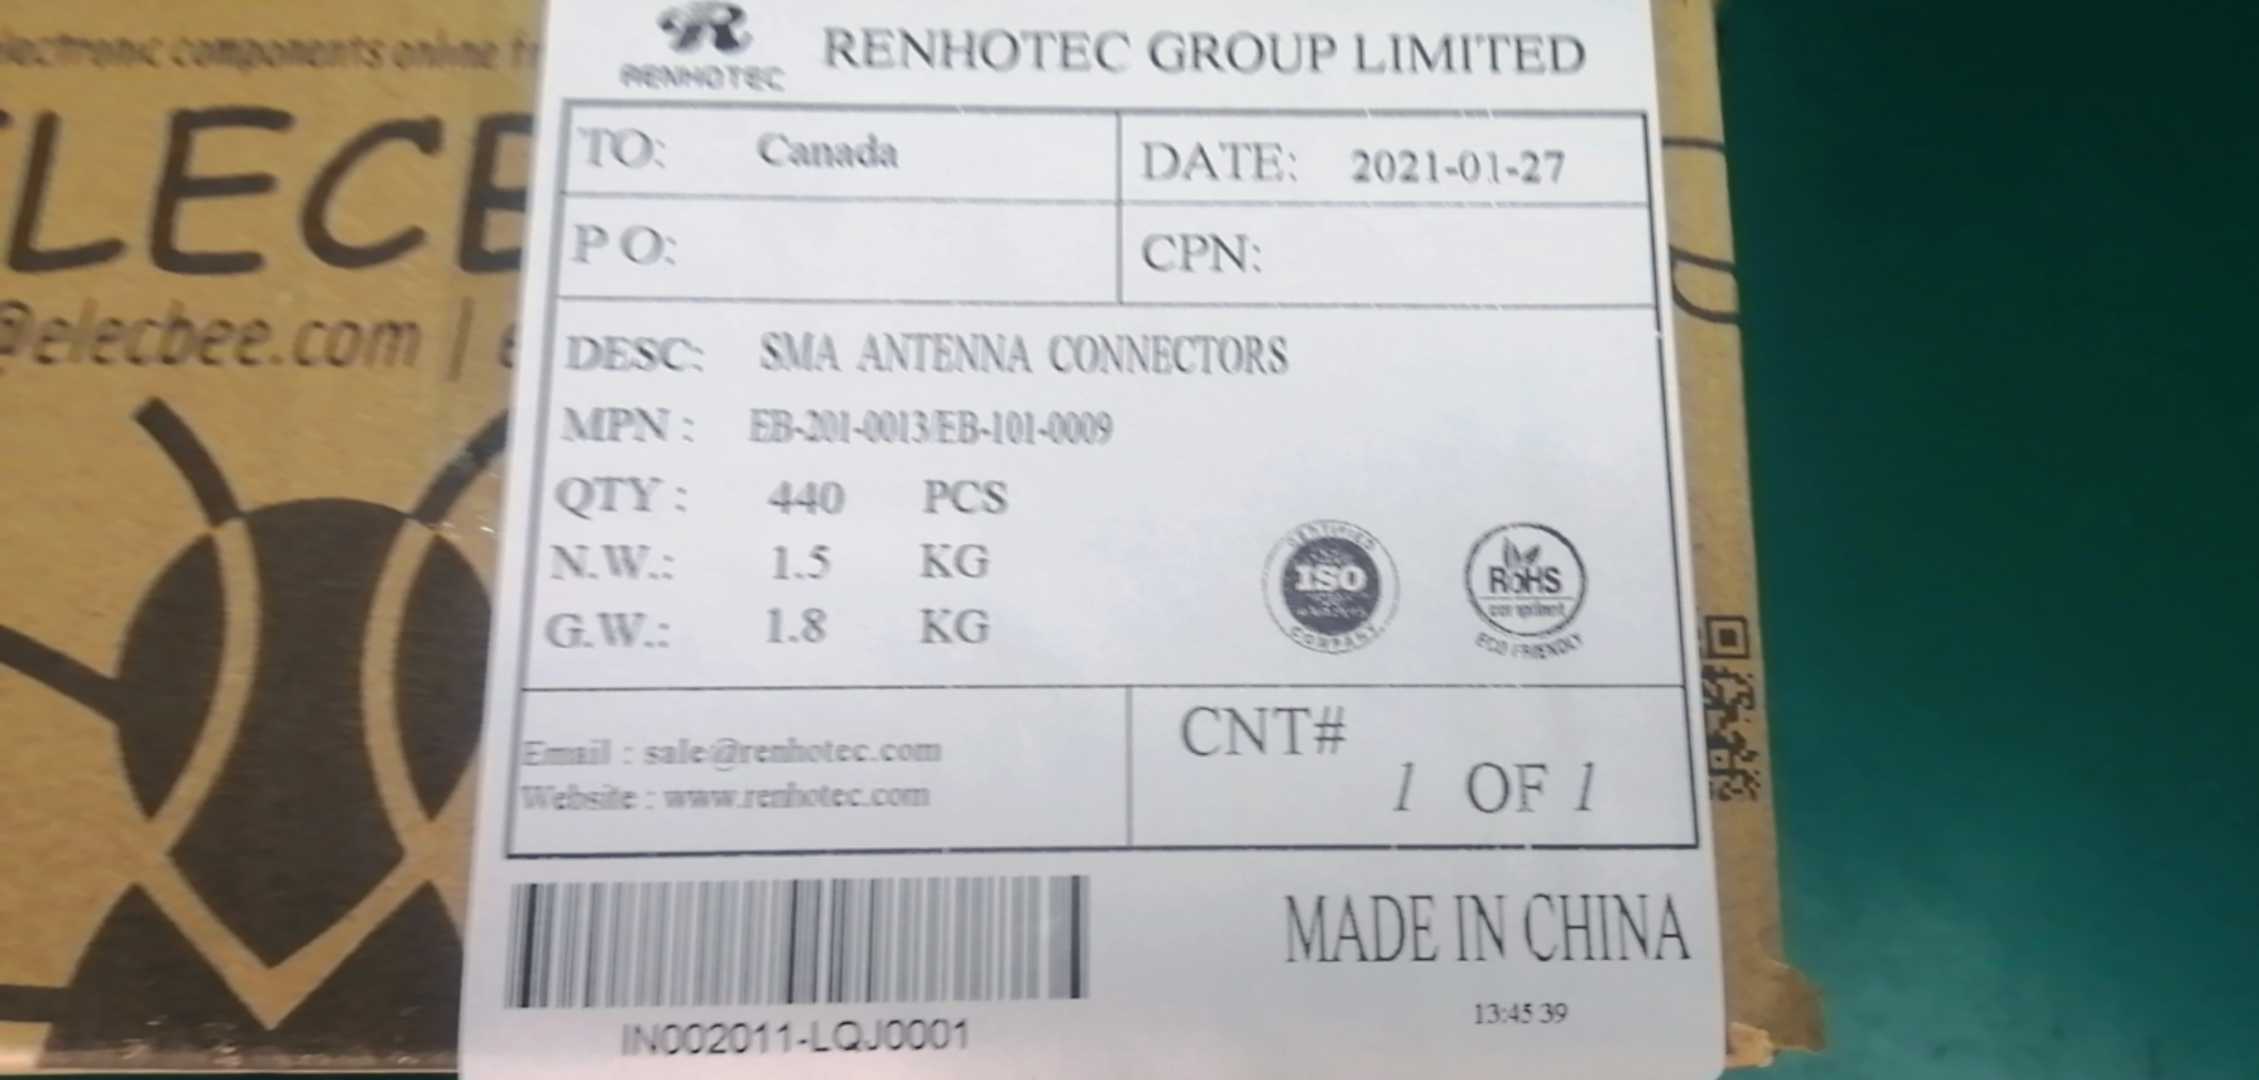 electronic components online
LECB
@elecbee.com |
RENHOTEC
RENHOTEC GROUP LIMITED
TO: Canada
DATE: 2021-01-27
P O:
CPN:
DESC: SMA ANTENNA CONNECTORS
MPN : EB-201-0013/EB-101-0009
QTY : 440 PCS
N.W.: 1.5 KG
G.W.: 1.8 KG
CERTIFIED
ISO
COMPANY
RoHS
compliant
ECO FRIENDLY
Email : sale@renhotec.com
Website : www.renhotec.com
CNT#
1 OF 1
IN002011-LQJ0001
MADE IN CHINA
13:45 39